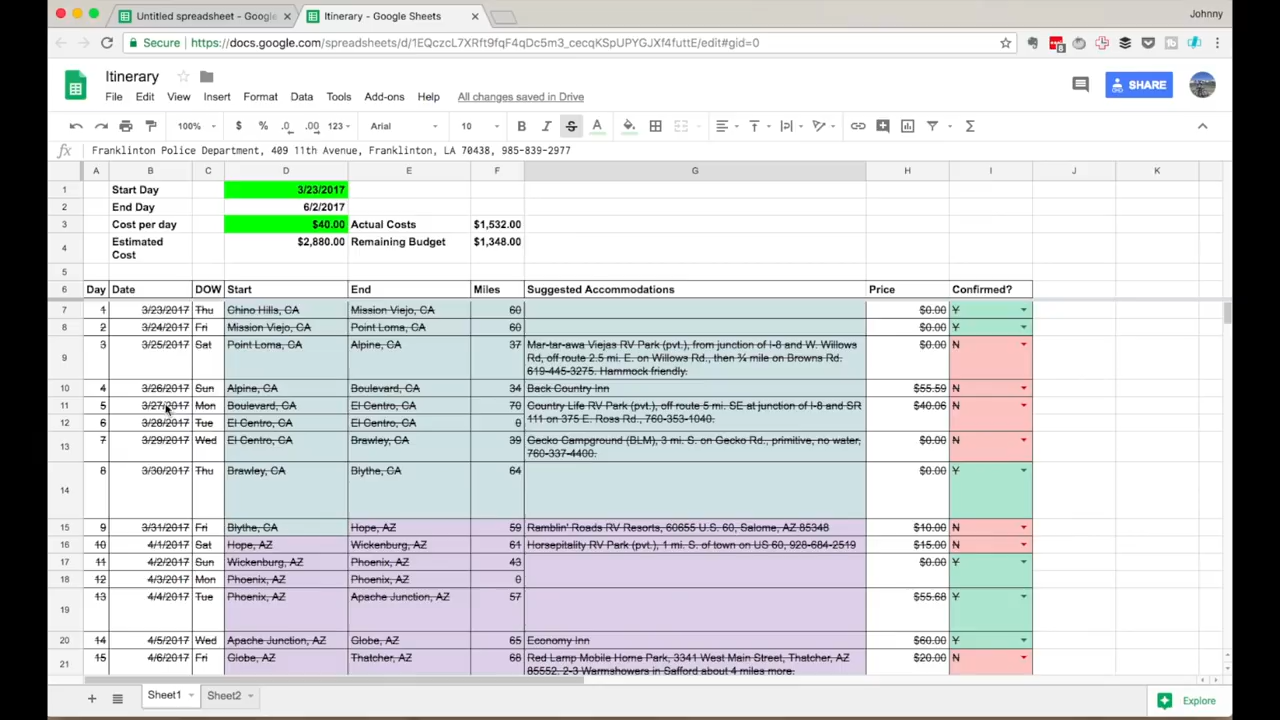 Untitled spreadsheet - Google
Itinerary - Google Sheets
Johnny
Secure https://docs.google.com/spreadsheets/d/1EQczcL7XRft9fqF4qDc5m3_cecqKSpUPYGJXf4futtE/edit#gid=0
Itinerary
File Edit View Insert Format Data Tools Add-ons Help All changes saved in Drive
SHARE
100% $ % .0 .00 123 Arial 10 B I S A Σ
fx Franklinton Police Department, 409 11th Avenue, Franklinton, LA 70438, 985-839-2977
A B C D E F G H I J K
1 Start Day 3/23/2017
2 End Day 6/2/2017
3 Cost per day $40.00 Actual Costs $1,532.00
4 Estimated Cost $2,880.00 Remaining Budget $1,348.00
5
6 Day Date DOW Start End Miles Suggested Accommodations Price Confirmed?
7 1 3/23/2017 Thu Chino Hills, CA Mission Viejo, CA 60 $0.00 Y
8 2 3/24/2017 Fri Mission Viejo, CA Point Loma, CA 60 $0.00 Y
9 3 3/25/2017 Sat Point Loma, CA Alpine, CA 37 Mar-tar-awa Viejas RV Park (pvt.), from junction of I-8 and W. Willows
Rd, off route 2.5 mi. E. on Willows Rd., then ¾ mile on Browns Rd.
619-445-3275. Hammock friendly. $0.00 N
10 4 3/26/2017 Sun Alpine, CA Boulevard, CA 34 Back Country Inn $55.59 N
11 5 3/27/2017 Mon Boulevard, CA El Centro, CA 70 Country Life RV Park (pvt.), off route 5 mi. SE at junction of I-8 and SR
111 on 375 E. Ross Rd., 760-353-1040. $40.06 N
12 6 3/28/2017 Tue El Centro, CA El Centro, CA 0
13 7 3/29/2017 Wed El Centro, CA Brawley, CA 39 Gecko Campground (BLM), 3 mi. S. on Gecko Rd., primitive, no water,
760-337-4400. $0.00 N
14 8 3/30/2017 Thu Brawley, CA Blythe, CA 64 $0.00 Y
15 9 3/31/2017 Fri Blythe, CA Hope, AZ 59 Ramblin' Roads RV Resorts, 60655 U.S. 60, Salome, AZ 85348 $10.00 N
16 10 4/1/2017 Sat Hope, AZ Wickenburg, AZ 61 Horsepitality RV Park (pvt.), 1 mi. S. of town on US 60, 928-684-2519 $15.00 N
17 11 4/2/2017 Sun Wickenburg, AZ Phoenix, AZ 43 $0.00 Y
18 12 4/3/2017 Mon Phoenix, AZ Phoenix, AZ 0
19 13 4/4/2017 Tue Phoenix, AZ Apache Junction, AZ 57 $55.68 Y
20 14 4/5/2017 Wed Apache Junction, AZ Globe, AZ 65 Economy Inn $60.00 Y
21 15 4/6/2017 Fri Globe, AZ Thatcher, AZ 68 Red Lamp Mobile Home Park, 3341 West Main Street, Thatcher, AZ
85552. 2-3 Warmshowers in Safford about 4 miles more. $20.00 N
Sheet1 Sheet2 Explore